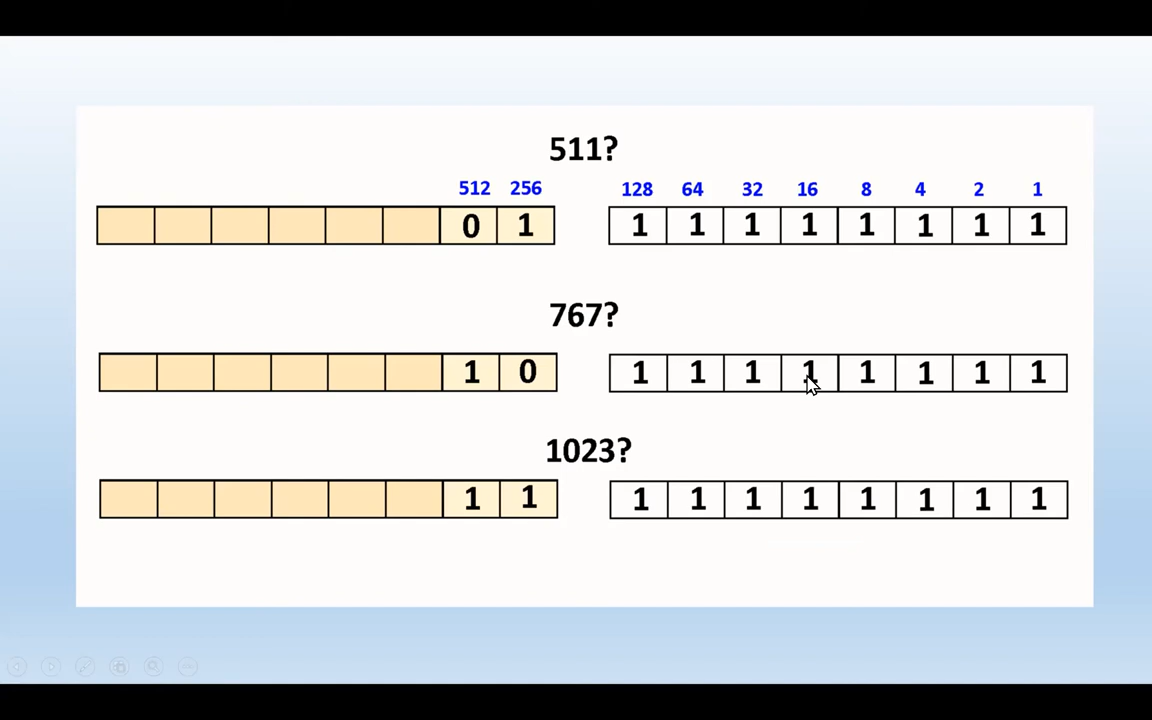 511?
512 256 128 64 32 16 8 4 2 1
0 1 1 1 1 1 1 1 1 1
767?
1 0 1 1 1 1 1 1 1 1
1023?
1 1 1 1 1 1 1 1 1 1